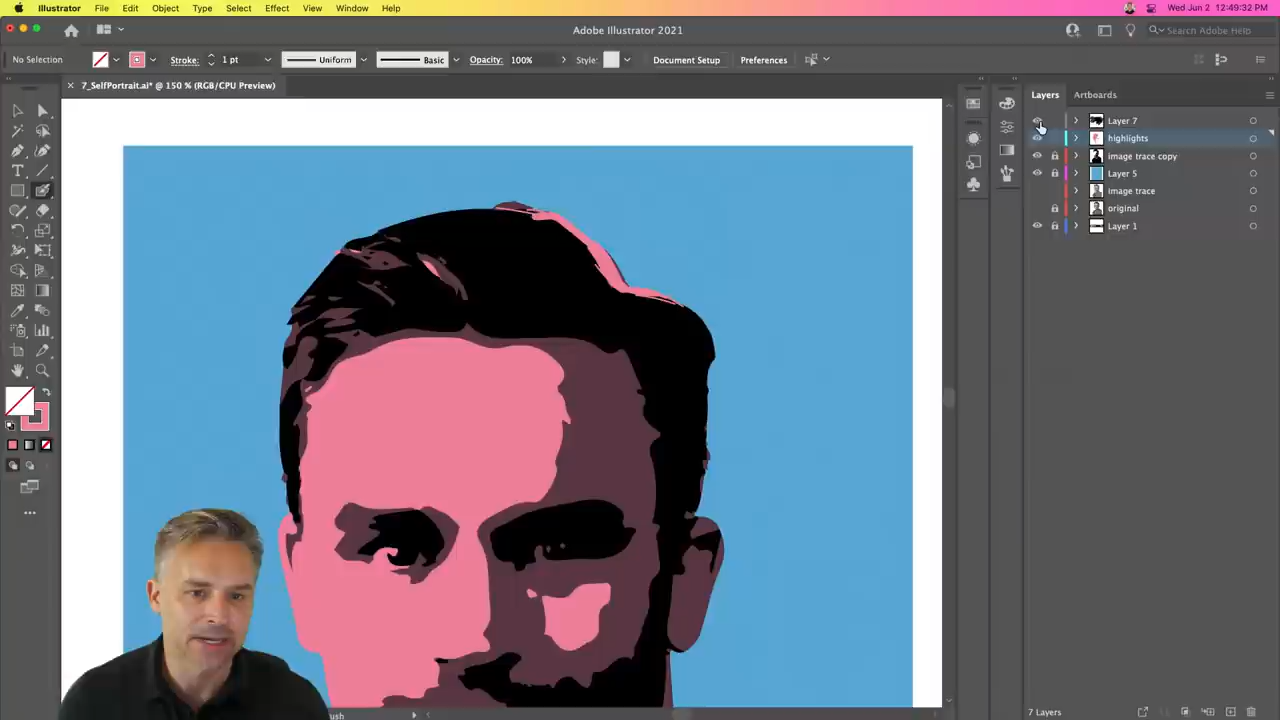 Illustrator File Edit Object Type Select Effect View Window Help Wed Jun 2 12:49:32 PM
Adobe Illustrator 2021 Search Adobe Help
No Selection Stroke: 1 pt Uniform Basic Opacity: 100% Style: Document Setup Preferences
7_SelfPortrait.ai* @ 150 % (RGB/CPU Preview)
Layers Artboards
Layer 7
highlights
image trace copy
Layer 5
image trace
original
Layer 1
7 Layers